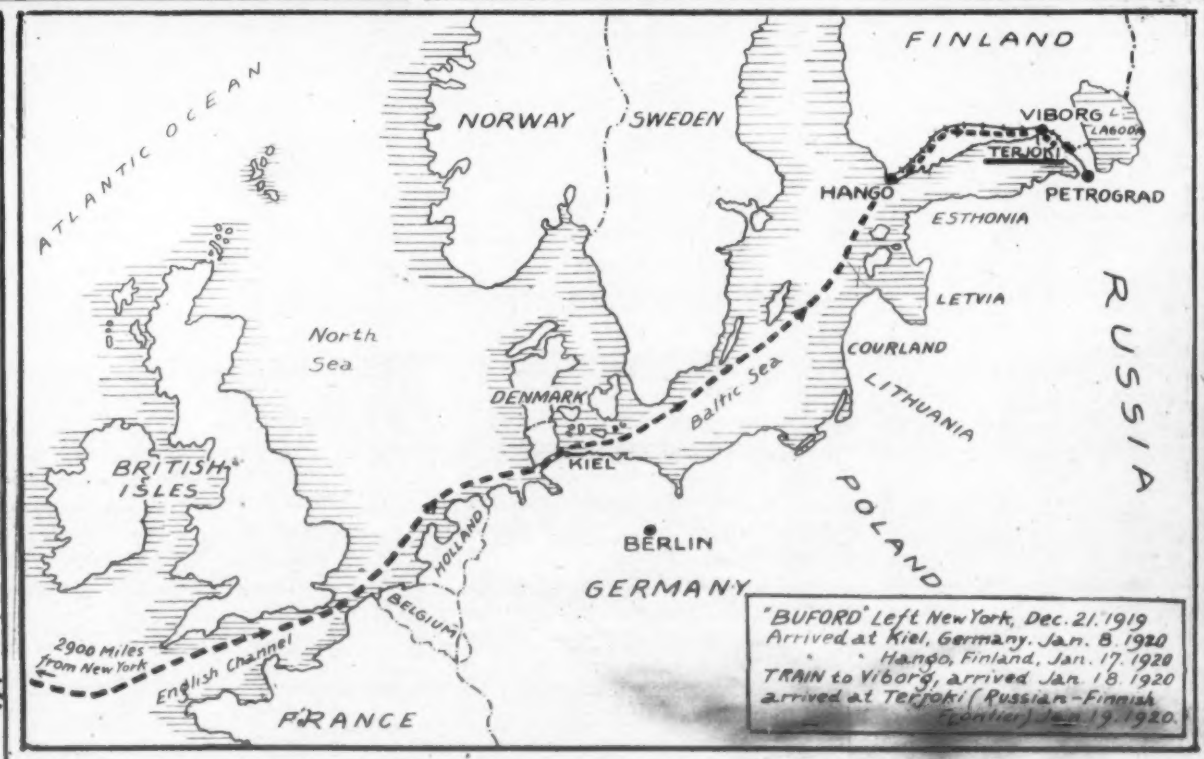 ATLANTIC OCEAN
NORWAY
SWEDEN
FINLAND
VIBORG
L.
LAGODA
TERJOKI
HANGO
PETROGRAD
ESTHONIA
LETVIA
COURLAND
LITHUANIA
RUSSIA
North
Sea
DENMARK
Baltic Sea
KIEL
BRITISH
ISLES
HOLLAND
BELGIUM
BERLIN
GERMANY
POLAND
2900 Miles
from New York
English Channel
FRANCE
"BUFORD" Left New York, Dec. 21. 1919
Arrived at Kiel, Germany. Jan. 8. 1920
" " Hango, Finland, Jan. 17. 1920
TRAIN to Viborg, arrived Jan. 18. 1920
arrived at Terjoki (Russian-Finnish
Frontier) Jan 19. 1920.